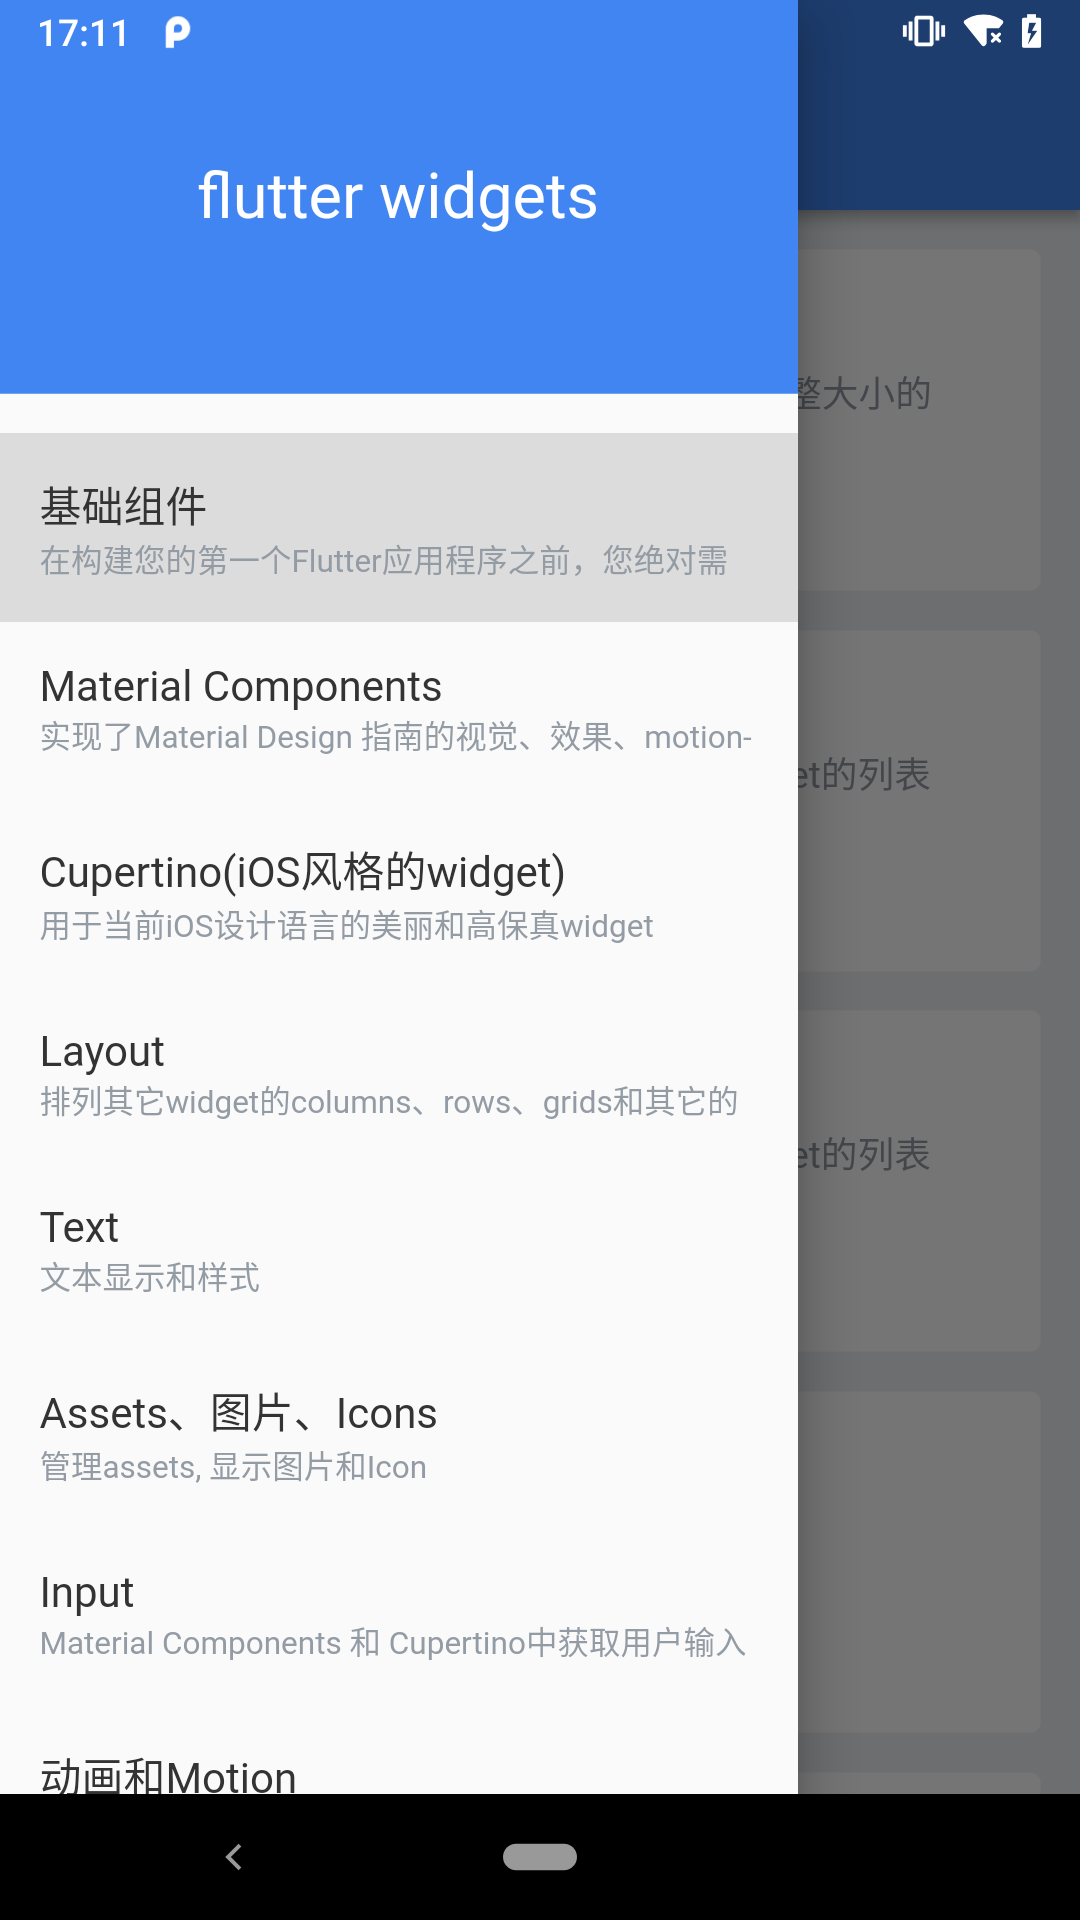 17:11
flutter widgets
整大小的
基础组件
在构建您的第一个Flutter应用程序之前，您绝对需
Material Components
实现了Material Design 指南的视觉、效果、motion-
et的列表
Cupertino(iOS风格的widget)
用于当前iOS设计语言的美丽和高保真widget
Layout
排列其它widget的columns、rows、grids和其它的
et的列表
Text
文本显示和样式
Assets、图片、Icons
管理assets, 显示图片和Icon
Input
Material Components 和 Cupertino中获取用户输入
动画和Motion